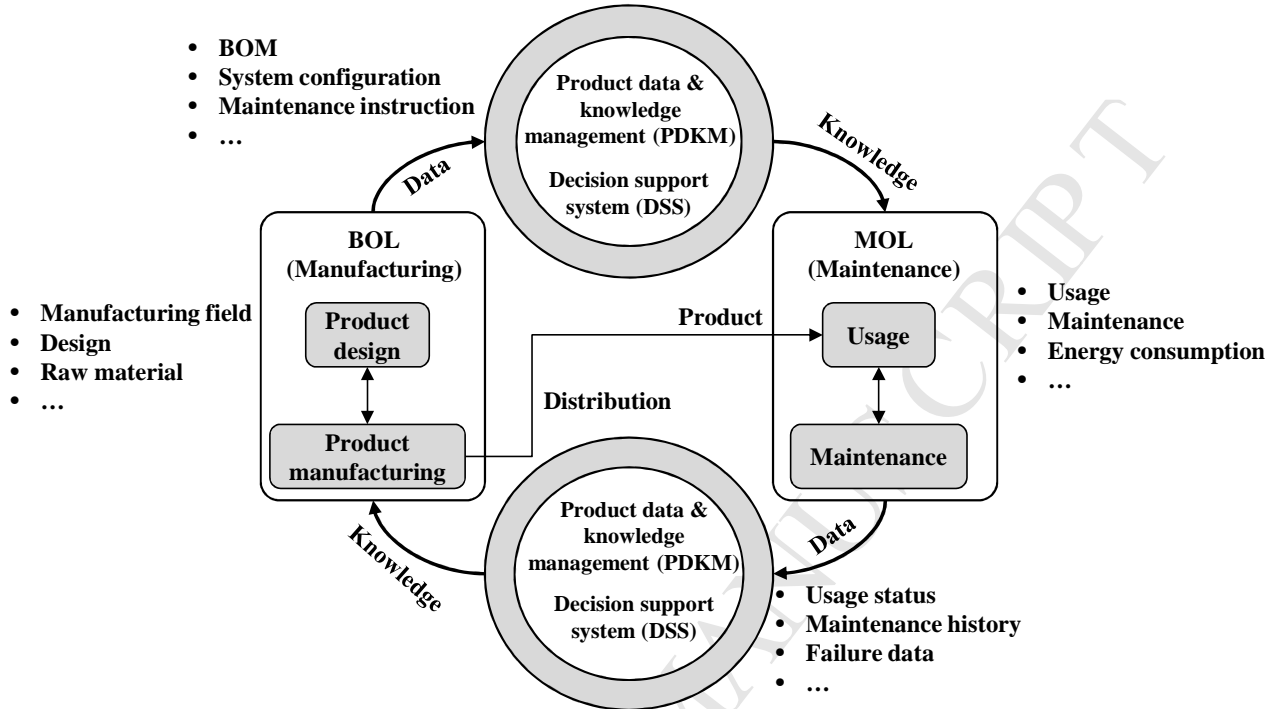 • BOM
• System configuration
• Maintenance instruction
• …
Data
Product data &
knowledge
management (PDKM)
Decision support
system (DSS)
Knowledge
BOL
(Manufacturing)
Product
design
Product
manufacturing
• Manufacturing field
• Design
• Raw material
• …
Product
Distribution
MOL
(Maintenance)
Usage
Maintenance
• Usage
• Maintenance
• Energy consumption
• …
Knowledge
Product data &
knowledge
management (PDKM)
Decision support
system (DSS)
Data
• Usage status
• Maintenance history
• Failure data
• …
MANUSCRIPT